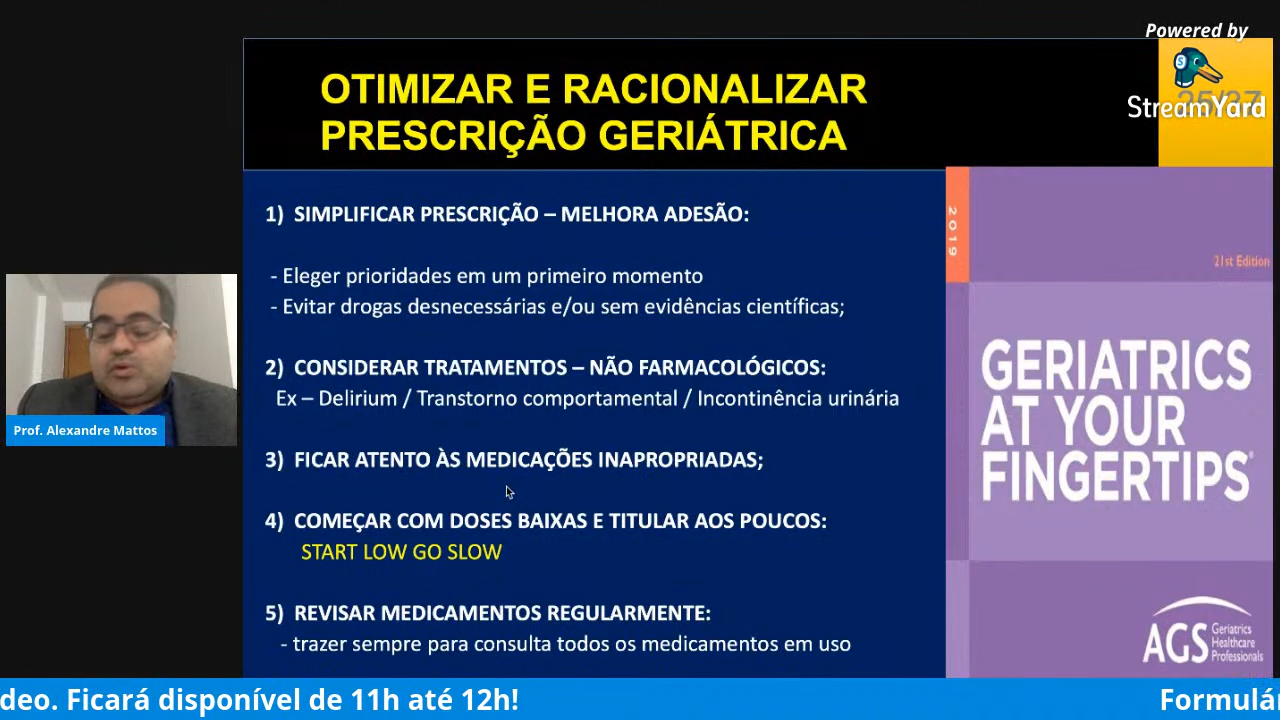 Powered by
StreamYard
OTIMIZAR E RACIONALIZAR
PRESCRIÇÃO GERIÁTRICA
1) SIMPLIFICAR PRESCRIÇÃO – MELHORA ADESÃO:
- Eleger prioridades em um primeiro momento
- Evitar drogas desnecessárias e/ou sem evidências científicas;
2) CONSIDERAR TRATAMENTOS – NÃO FARMACOLÓGICOS:
Ex – Delirium / Transtorno comportamental / Incontinência urinária
3) FICAR ATENTO ÀS MEDICAÇÕES INAPROPRIADAS;
4) COMEÇAR COM DOSES BAIXAS E TITULAR AOS POUCOS:
START LOW GO SLOW
5) REVISAR MEDICAMENTOS REGULARMENTE:
- trazer sempre para consulta todos os medicamentos em uso
2019
21st Edition
GERIATRICS
AT YOUR
FINGERTIPS®
AGS
Geriatrics
Healthcare
Professionals
Prof. Alexandre Mattos
deo. Ficará disponível de 11h até 12h!
Formulá